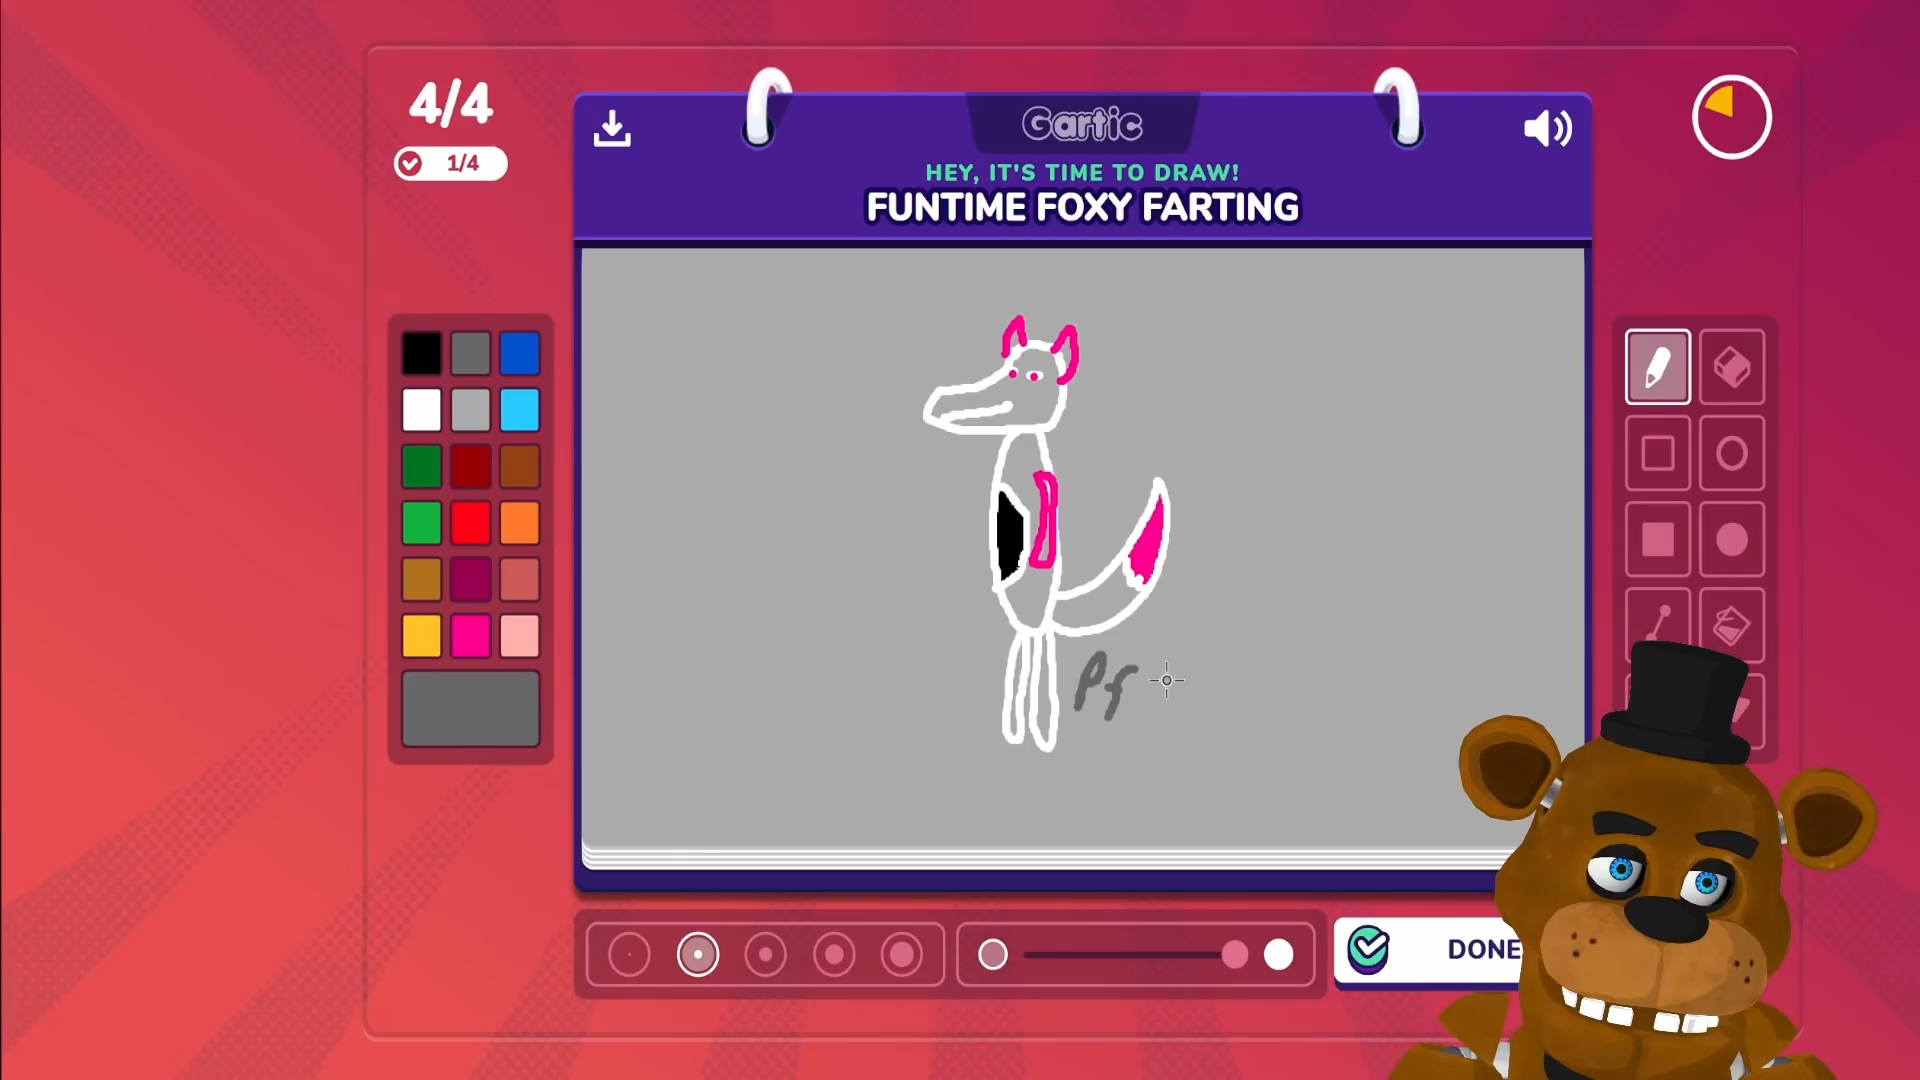 4/4
1/4
Gartic
HEY, IT'S TIME TO DRAW!
FUNTIME FOXY FARTING
Pf
DONE